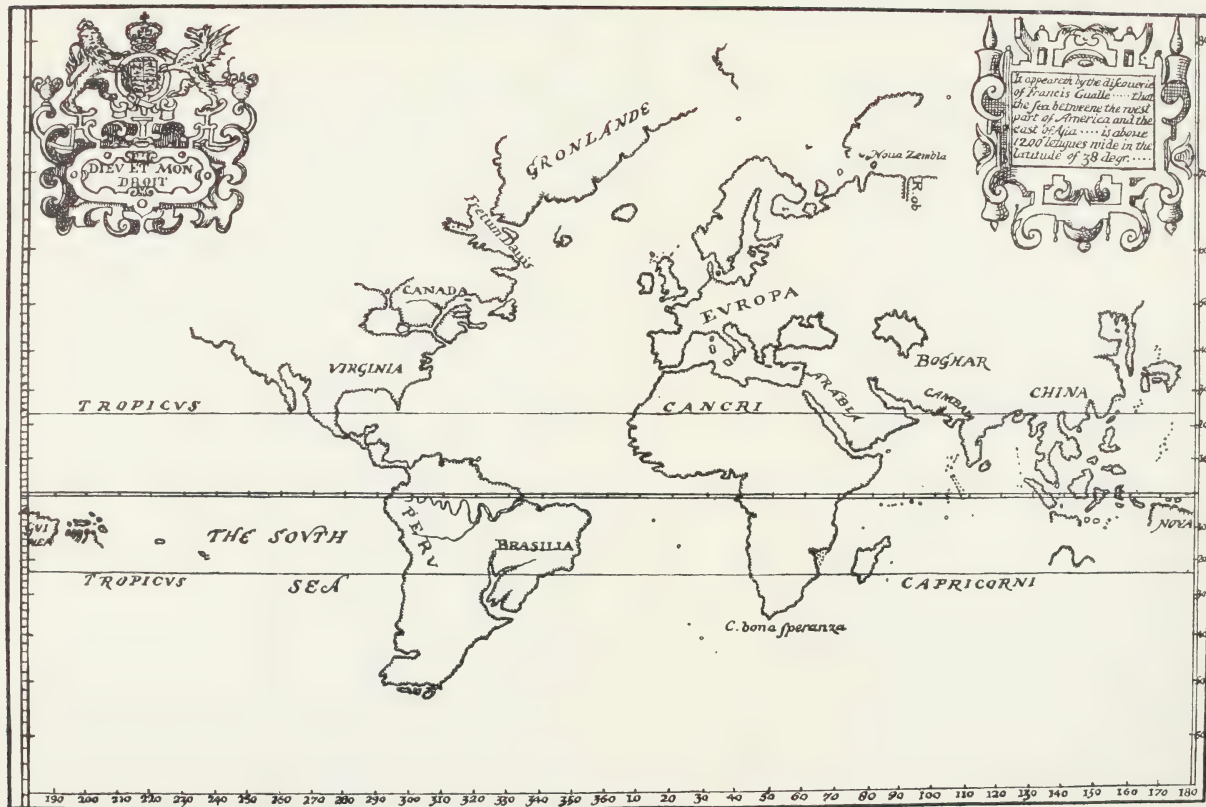 DIEV ET MON
DROIT
It appeareth by the discouerie
of Francis Gualle ····· that
the sea betweene the west
part of America and the
east of Asia ···· is aboue
1200 leugues wide in the
latitude of 38 degr. ····
GRONLANDE
Noua Zembla
R Ob
Fretum Dauis
CANADA
EVROPA
BOGHAR
VIRGINIA
ARABIA
CAMBAIA
CHINA
TROPICVS CANCRI
GVI
NEA
THE SOVTH
SEA
PERV
BRASILIA
NOVA
TROPICVS CAPRICORNI
C. bona speranza
190 200 210 220 230 240 250 260 270 280 290 300 310 320 330 340 350 360 10 20 30 40 50 60 70 80 90 100 110 120 130 140 150 160 170 180